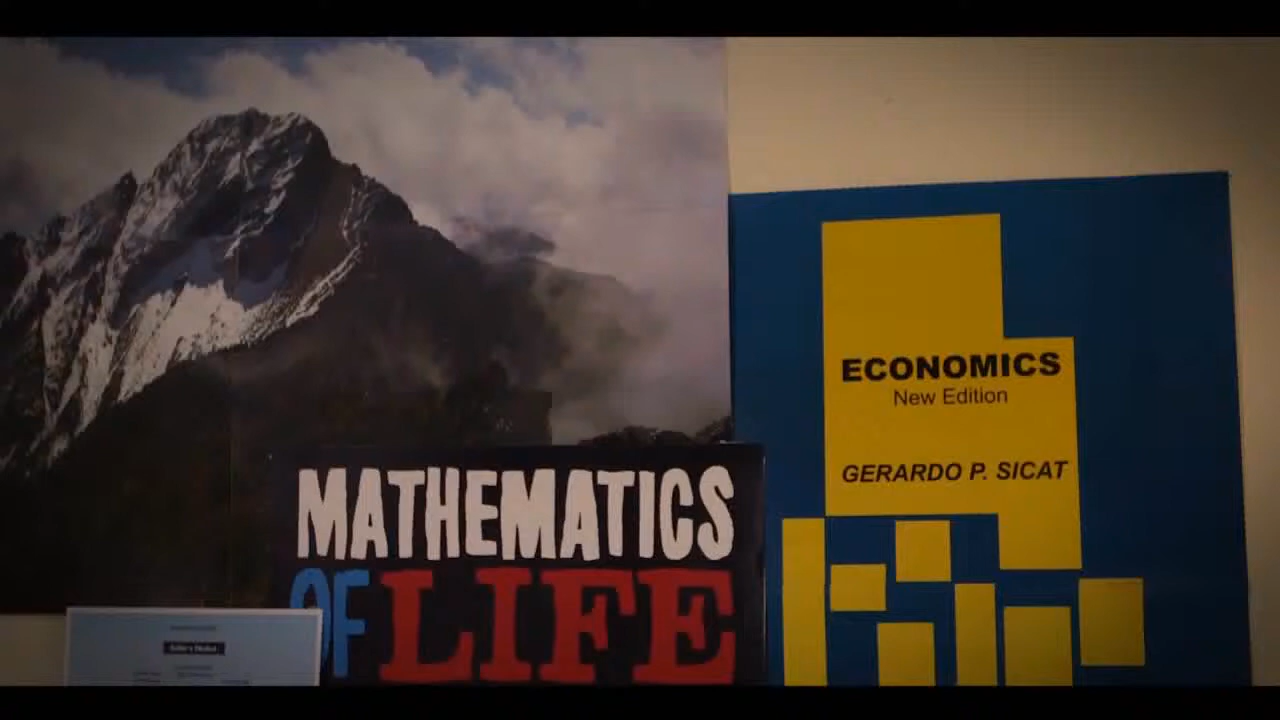 MATHEMATICS
OF LIFE
ECONOMICS
New Edition
GERARDO P. SICAT